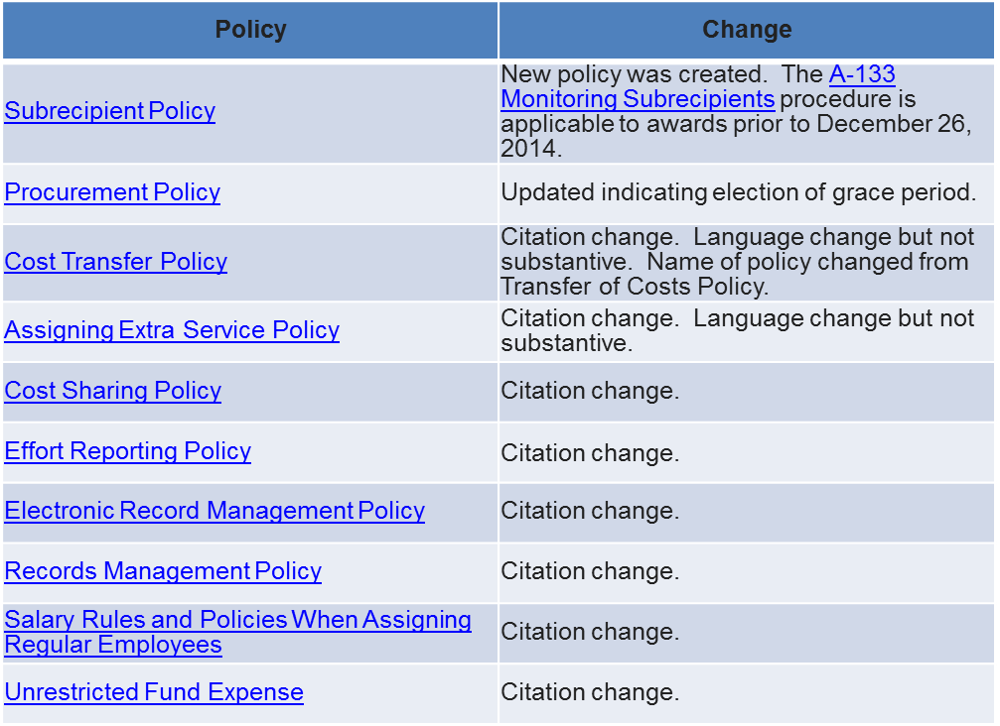 Policy
Change
Subrecipient Policy
New policy was created.  The A-133
Monitoring Subrecipients procedure is
applicable to awards prior to December 26,
2014.
Procurement Policy
Updated indicating election of grace period.
Cost Transfer Policy
Citation change.  Language change but not
substantive.  Name of policy changed from
Transfer of Costs Policy.
Assigning Extra Service Policy
Citation change.  Language change but not
substantive.
Cost Sharing Policy
Citation change.
Effort Reporting Policy
Citation change.
Electronic Record Management Policy
Citation change.
Records Management Policy
Citation change.
Salary Rules and Policies When Assigning
Regular Employees
Citation change.
Unrestricted Fund Expense
Citation change.